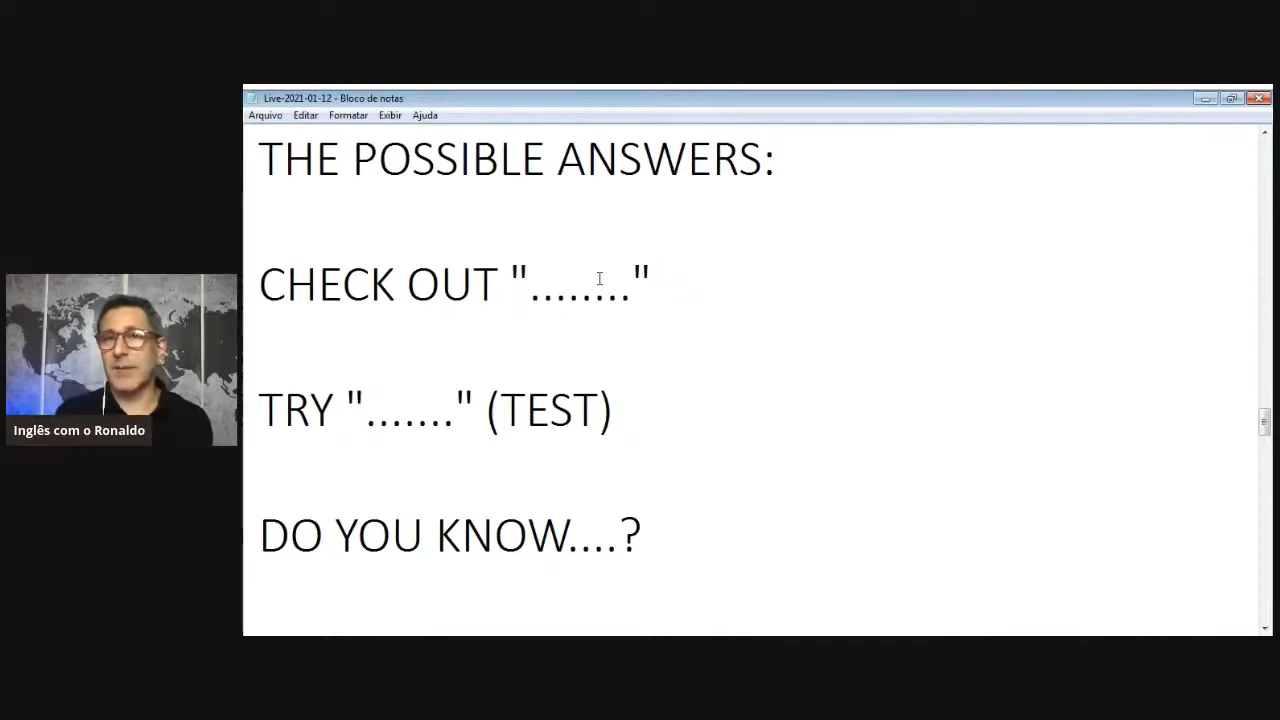 Live-2021-01-12 - Bloco de notas
Arquivo Editar Formatar Exibir Ajuda
THE POSSIBLE ANSWERS:
CHECK OUT "........"
TRY "......." (TEST)
DO YOU KNOW....?
Inglês com o Ronaldo